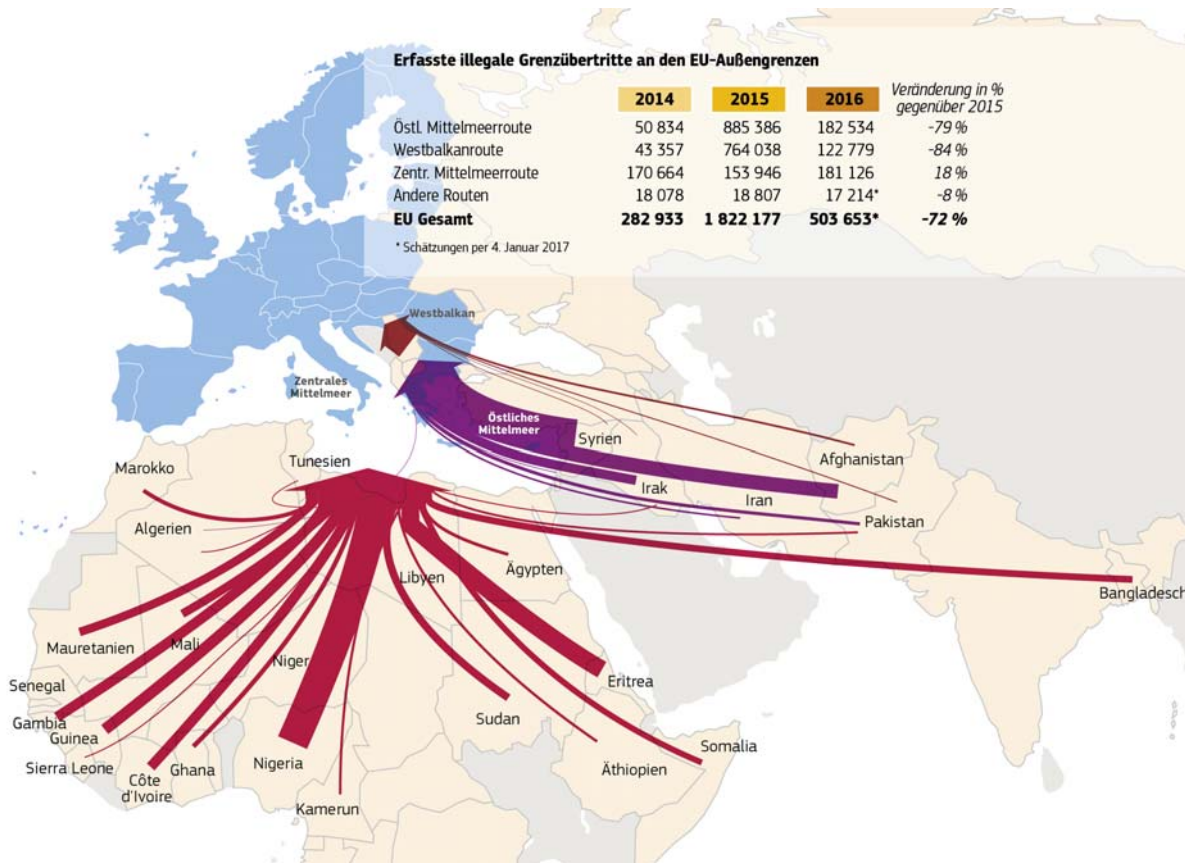 Erfasste illegale Grenzübertritte an den EU-Außengrenzen
2014 2015 2016 Veränderung in % gegenüber 2015
Östl. Mittelmeerroute 50 834 885 386 182 534 -79 %
Westbalkanroute 43 357 764 038 122 779 -84 %
Zentr. Mittelmeerroute 170 664 153 946 181 126 18 %
Andere Routen 18 078 18 807 17 214* -8 %
EU Gesamt 282 933 1 822 177 503 653* -72 %
* Schätzungen per 4. Januar 2017
Westbalkan
Zentrales
Mittelmeer
Östliches
Mittelmeer
Syrien
Afghanistan
Marokko
Tunesien
Irak
Iran
Algerien
Pakistan
Libyen
Ägypten
Bangladesch
Mauretanien
Mali
Niger
Senegal
Eritrea
Gambia
Guinea
Sudan
Sierra Leone
Côte
d'Ivoire
Ghana
Nigeria
Somalia
Äthiopien
Kamerun